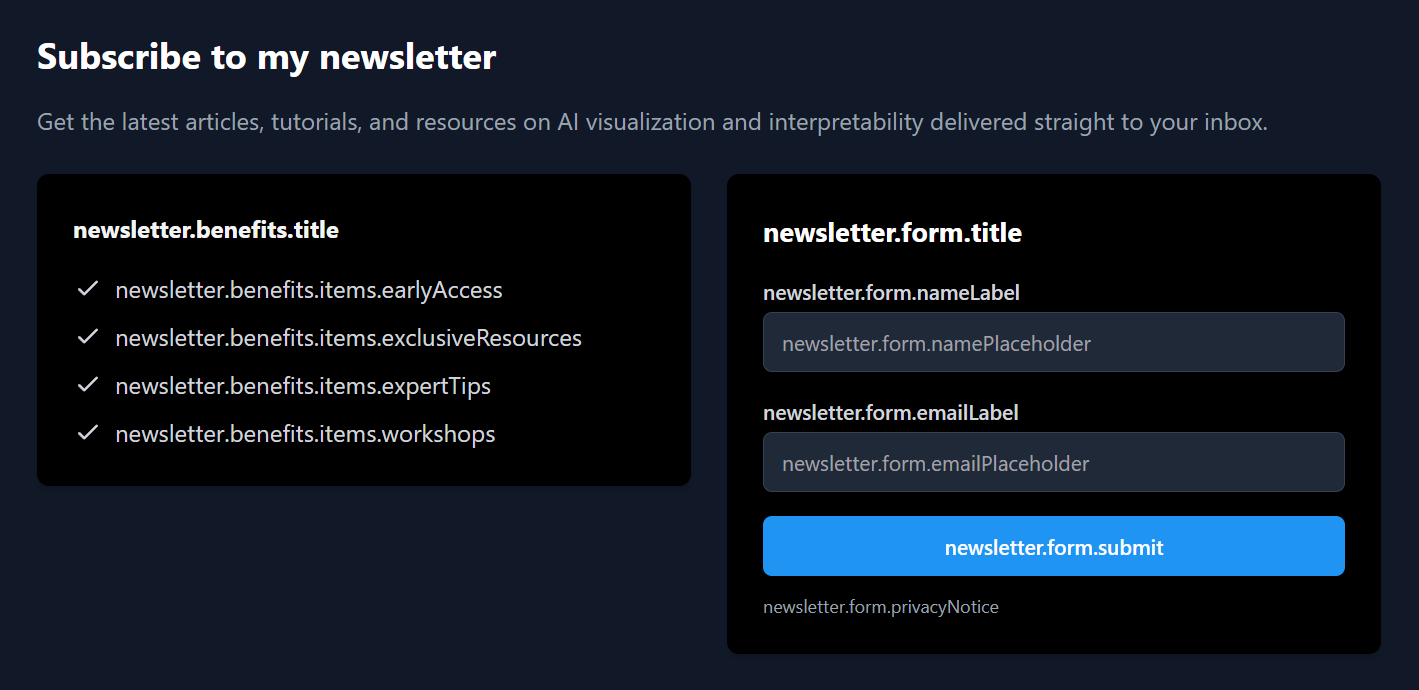 Subscribe to my newsletter
Get the latest articles, tutorials, and resources on AI visualization and interpretability delivered straight to your inbox.
newsletter.benefits.title
newsletter.benefits.items.earlyAccess
newsletter.benefits.items.exclusiveResources
newsletter.benefits.items.expertTips
newsletter.benefits.items.workshops
newsletter.form.title
newsletter.form.nameLabel
newsletter.form.namePlaceholder
newsletter.form.emailLabel
newsletter.form.emailPlaceholder
newsletter.form.submit
newsletter.form.privacyNotice